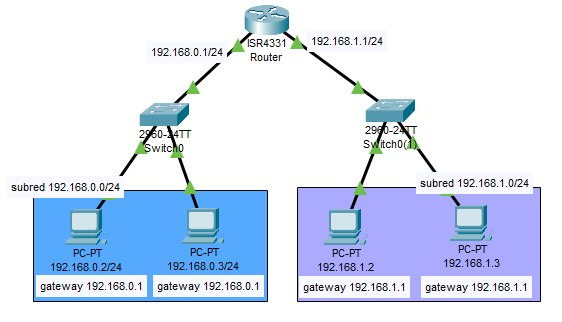 ISR4331
Router
192.168.0.1/24
192.168.1.1/24
2960-24TT
Switch0
2960-24TT
Switch0(1)
subred 192.168.0.0/24
subred 192.168.1.0/24
PC-PT
192.168.0.2/24
PC-PT
192.168.0.3/24
PC-PT
192.168.1.2
PC-PT
192.168.1.3
gateway 192.168.0.1
gateway 192.168.0.1
gateway 192.168.1.1
gateway 192.168.1.1